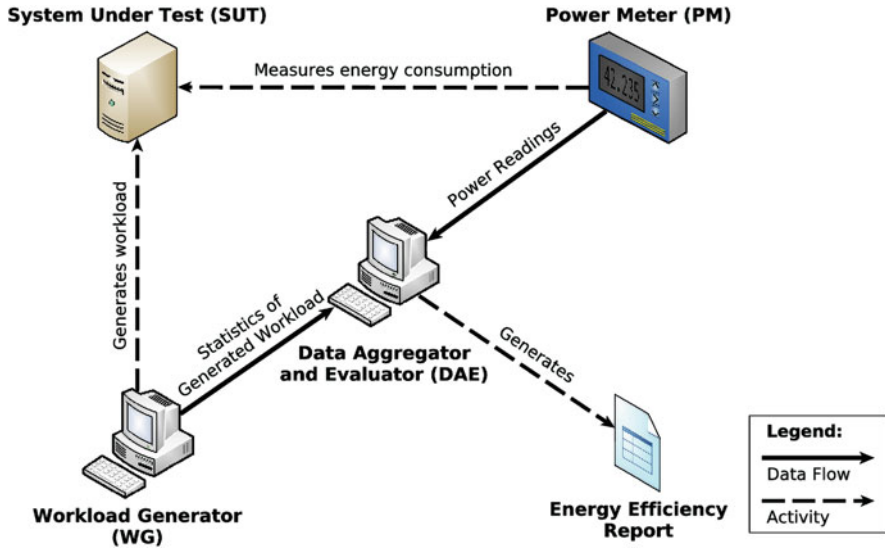 System Under Test (SUT)
Power Meter (PM)
Measures energy consumption
42.235
Power Readings
Generates workload
Statistics of
Generated Workload
Data Aggregator
and Evaluator (DAE)
Generates
Workload Generator
(WG)
Energy Efficiency
Report
Legend:
Data Flow
Activity